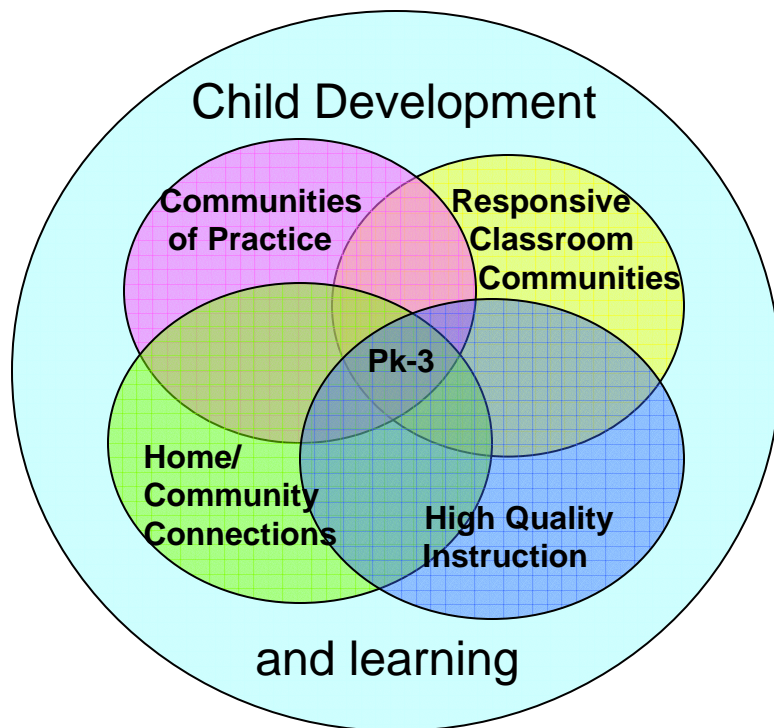 Child Development
Communities
of Practice
Responsive
Classroom
Communities
Pk-3
Home/
Community
Connections
High Quality
Instruction
and learning